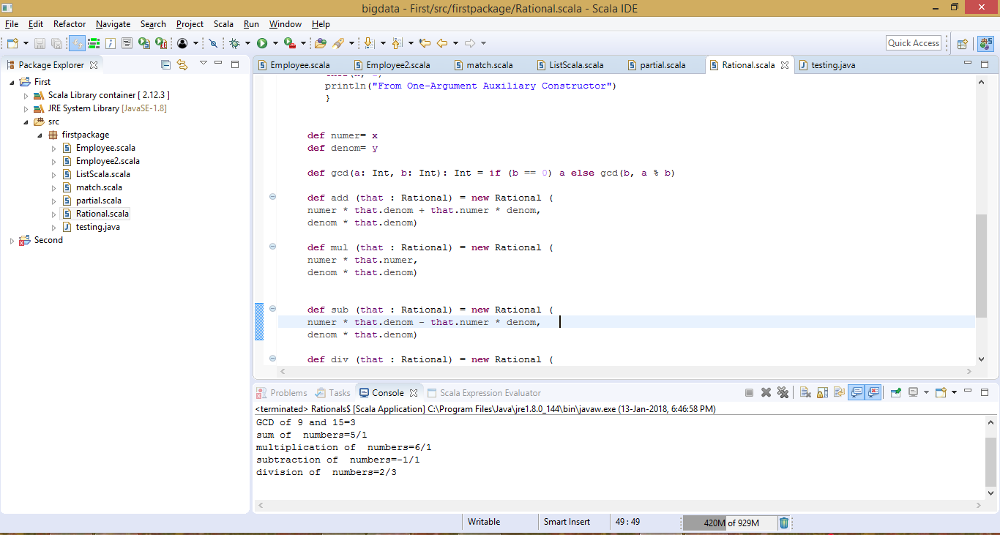 bigdata - First/src/firstpackage/Rational.scala - Scala IDE
File Edit Refactor Navigate Search Project Scala Run Window Help
Quick Access
Package Explorer
First
Scala Library container [ 2.12.3 ]
JRE System Library [JavaSE-1.8]
src
firstpackage
Employee.scala
Employee2.scala
ListScala.scala
match.scala
partial.scala
Rational.scala
testing.java
Second
Employee.scala Employee2.scala match.scala ListScala.scala partial.scala Rational.scala testing.java
println("From One-Argument Auxiliary Constructor")
}
def numer= x
def denom= y
def gcd(a: Int, b: Int): Int = if (b == 0) a else gcd(b, a % b)
def add (that : Rational) = new Rational (
numer * that.denom + that.numer * denom,
denom * that.denom)
def mul (that : Rational) = new Rational (
numer * that.numer,
denom * that.denom)
def sub (that : Rational) = new Rational (
numer * that.denom - that.numer * denom,
denom * that.denom)
def div (that : Rational) = new Rational (
Problems Tasks Console Scala Expression Evaluator
<terminated> Rational$ [Scala Application] C:\Program Files\Java\jre1.8.0_144\bin\javaw.exe (13-Jan-2018, 6:46:58 PM)
GCD of 9 and 15=3
sum of  numbers=5/1
multiplication of  numbers=6/1
subtraction of  numbers=-1/1
division of  numbers=2/3
Writable Smart Insert 49 : 49 420M of 929M